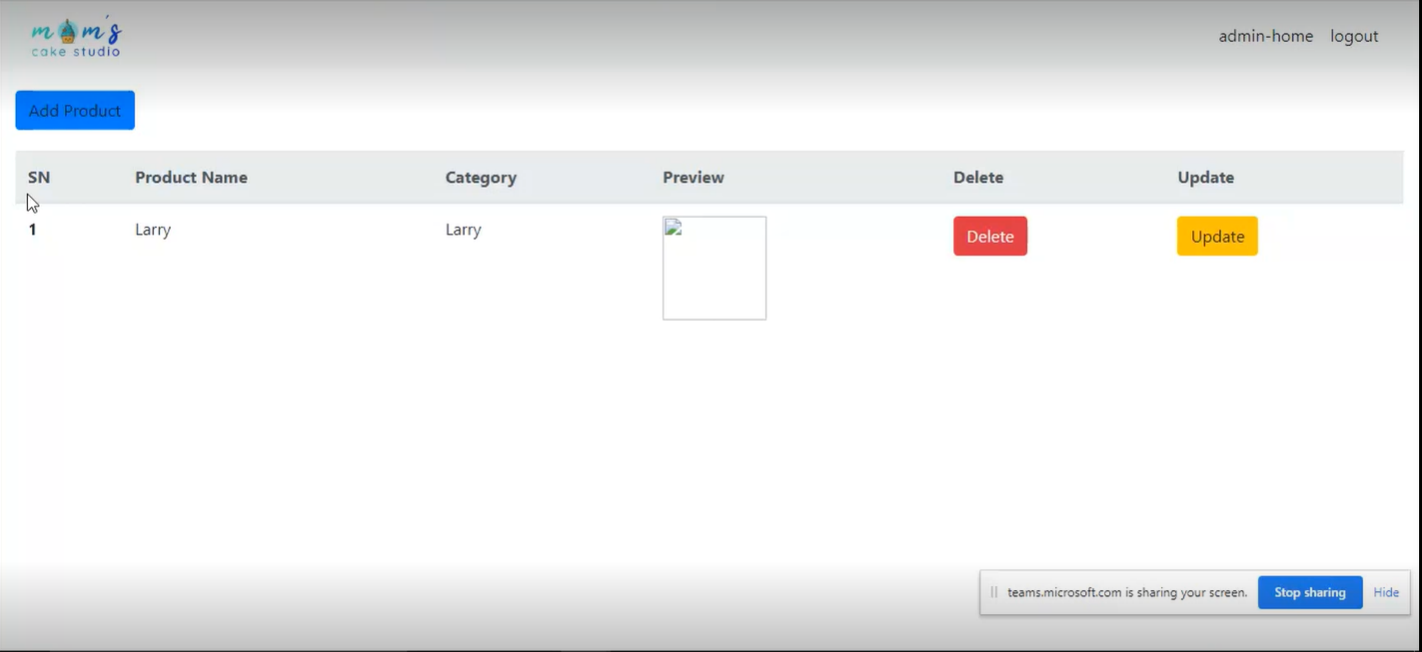 mom's
cake studio
admin-home logout
Add Product
SN Product Name Category Preview Delete Update
1 Larry Larry Delete Update
teams.microsoft.com is sharing your screen. Stop sharing Hide